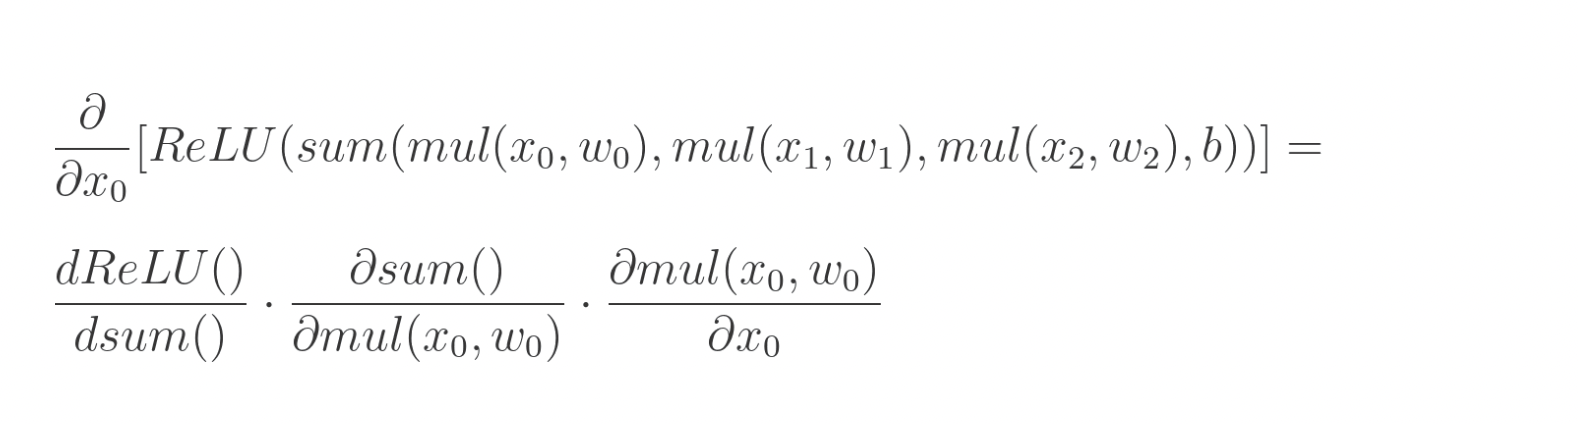 ∂/∂x₀ [ReLU(sum(mul(x₀, w₀), mul(x₁, w₁), mul(x₂, w₂), b))] =
dReLU()/dsum() · ∂sum()/∂mul(x₀, w₀) · ∂mul(x₀, w₀)/∂x₀